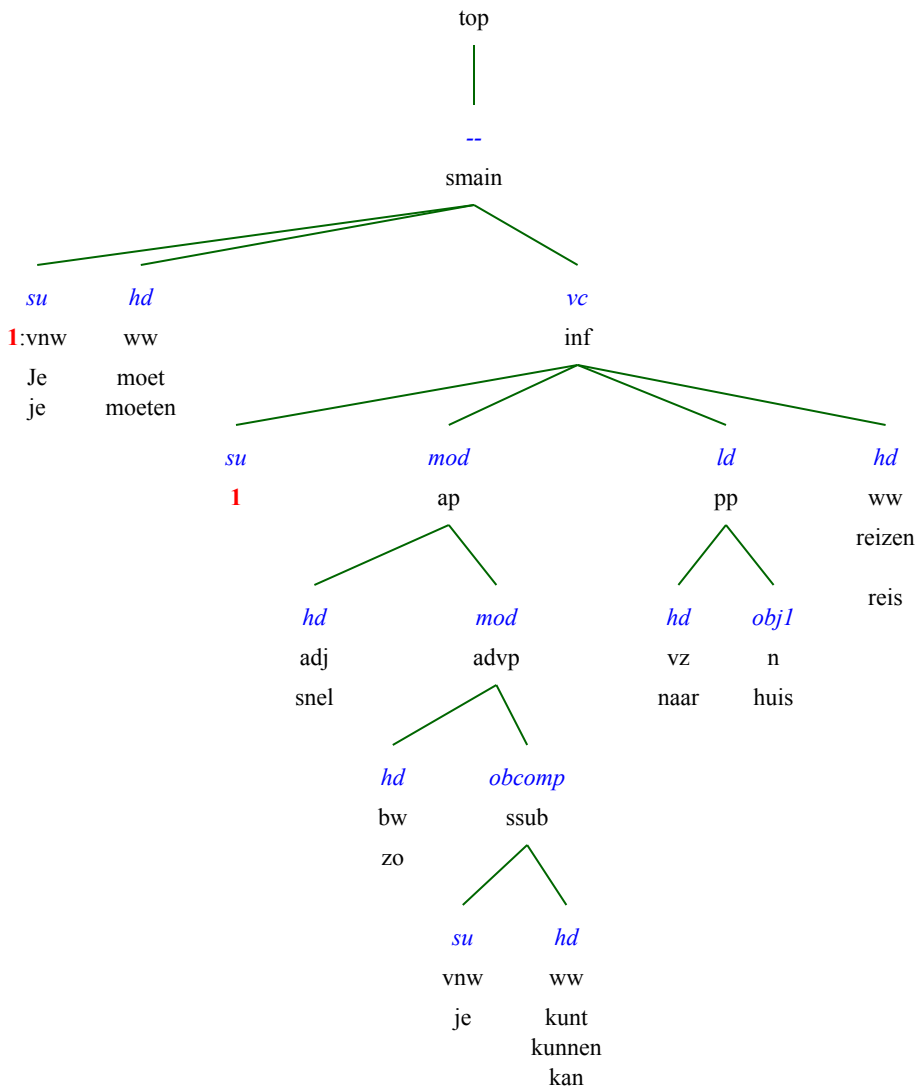 top
--
smain
su hd vc
1:vnw ww inf
Je moet
je moeten
su mod ld hd
1 ap pp ww
reizen
reis
hd mod hd obj1
adj advp vz n
snel naar huis
hd obcomp
bw ssub
zo
su hd
vnw ww
je kunt
kunnen
kan